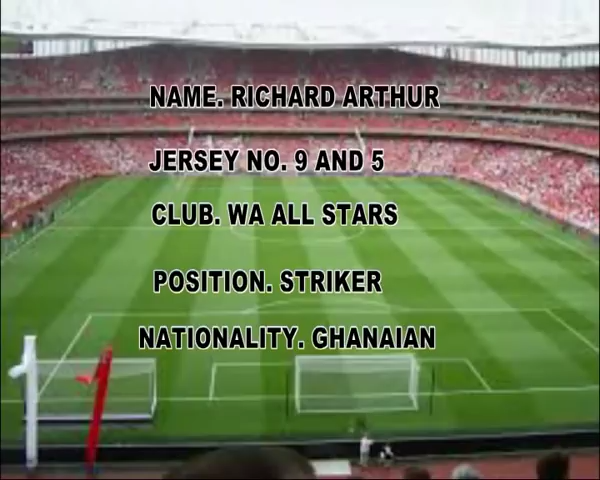 NAME. RICHARD ARTHUR
JERSEY NO. 9 AND 5
CLUB. WA ALL STARS
POSITION. STRIKER
NATIONALITY. GHANAIAN